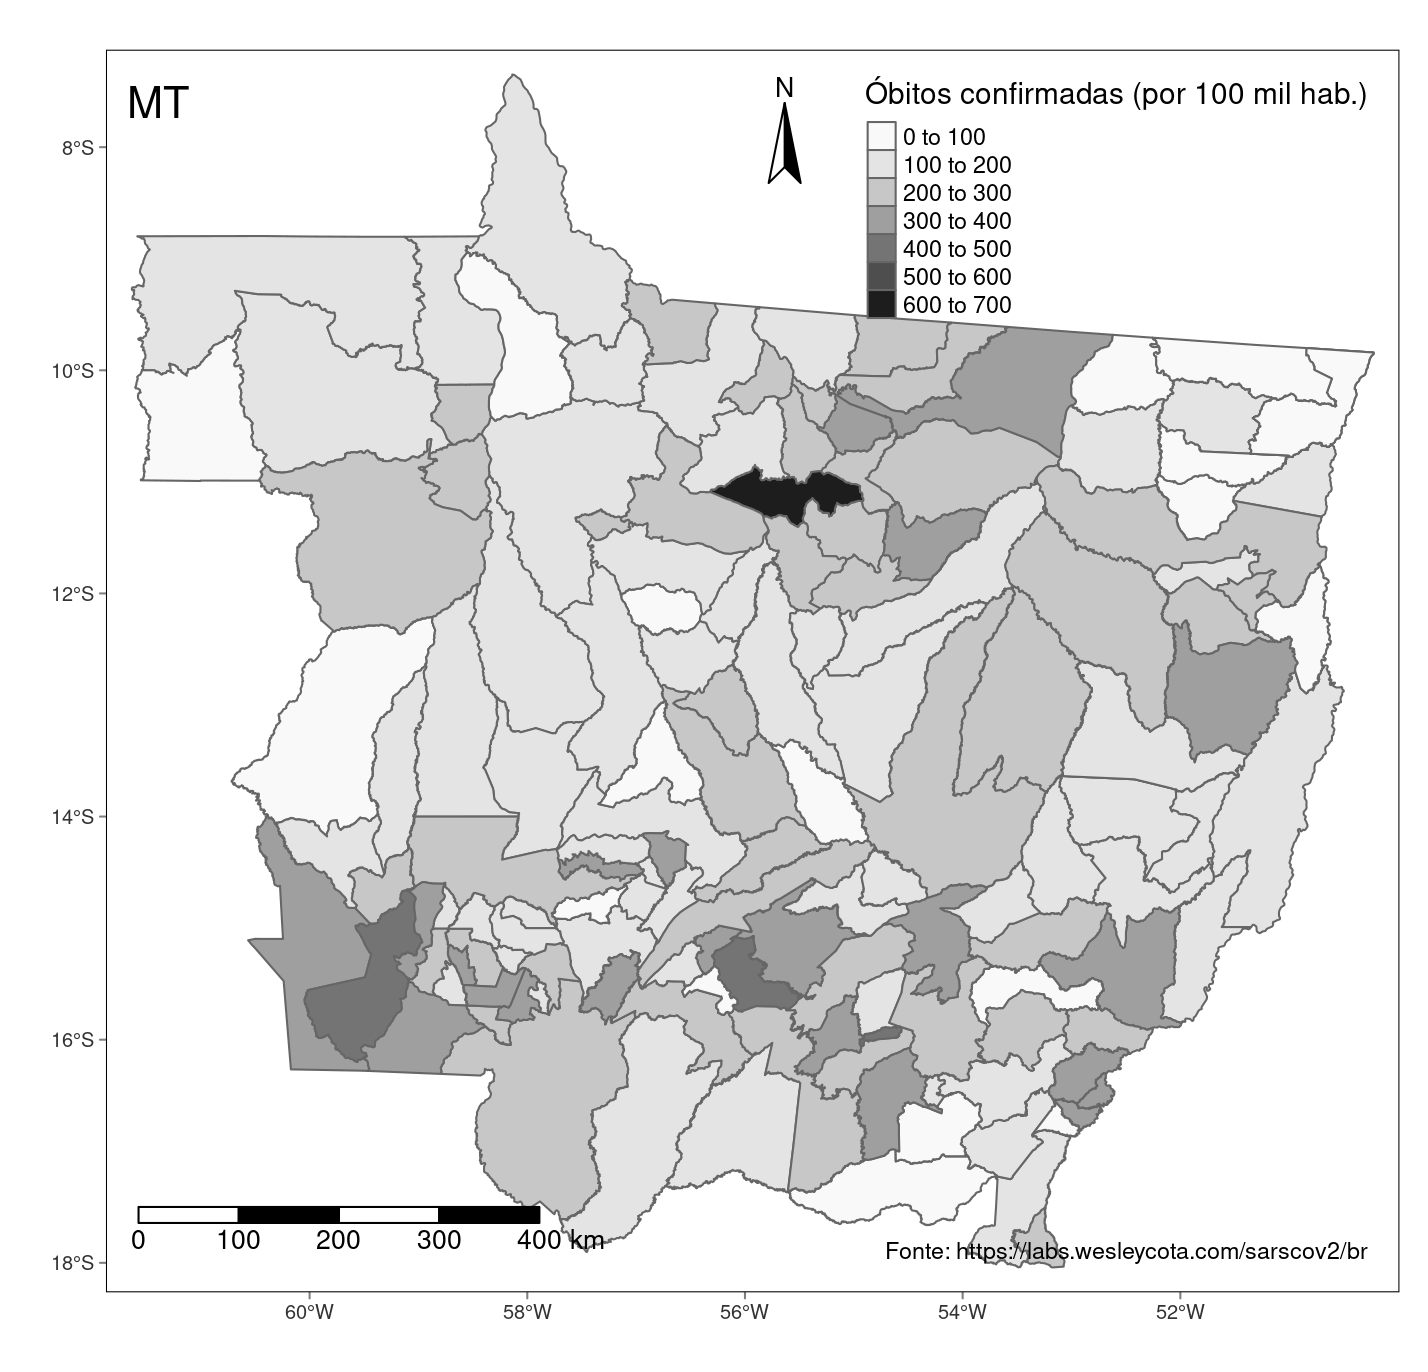 MT
N
Óbitos confirmadas (por 100 mil hab.)
0 to 100
100 to 200
200 to 300
300 to 400
400 to 500
500 to 600
600 to 700
8°S
10°S
12°S
14°S
16°S
18°S
0 100 200 300 400 km
Fonte: https://labs.wesleycota.com/sarscov2/br
60°W 58°W 56°W 54°W 52°W